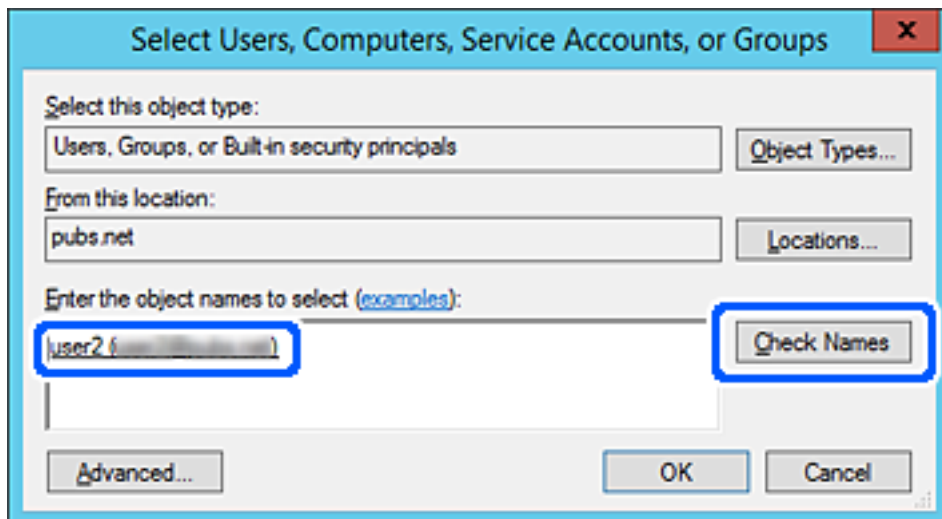 Select Users, Computers, Service Accounts, or Groups
x
Select this object type:
Users, Groups, or Built-in security principals
Object Types...
From this location:
pubs.net
Locations...
Enter the object names to select (examples):
user2 (
)
Check Names
Advanced...
OK
Cancel